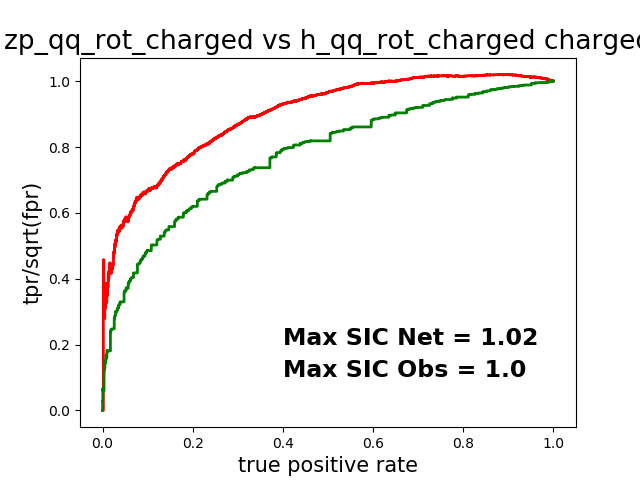 zp_qq_rot_charged vs h_qq_rot_charged charged
tpr/sqrt(fpr)
1.0
0.8
0.6
0.4
0.2
0.0
Max SIC Net = 1.02
Max SIC Obs = 1.0
0.0 0.2 0.4 0.6 0.8 1.0
true positive rate